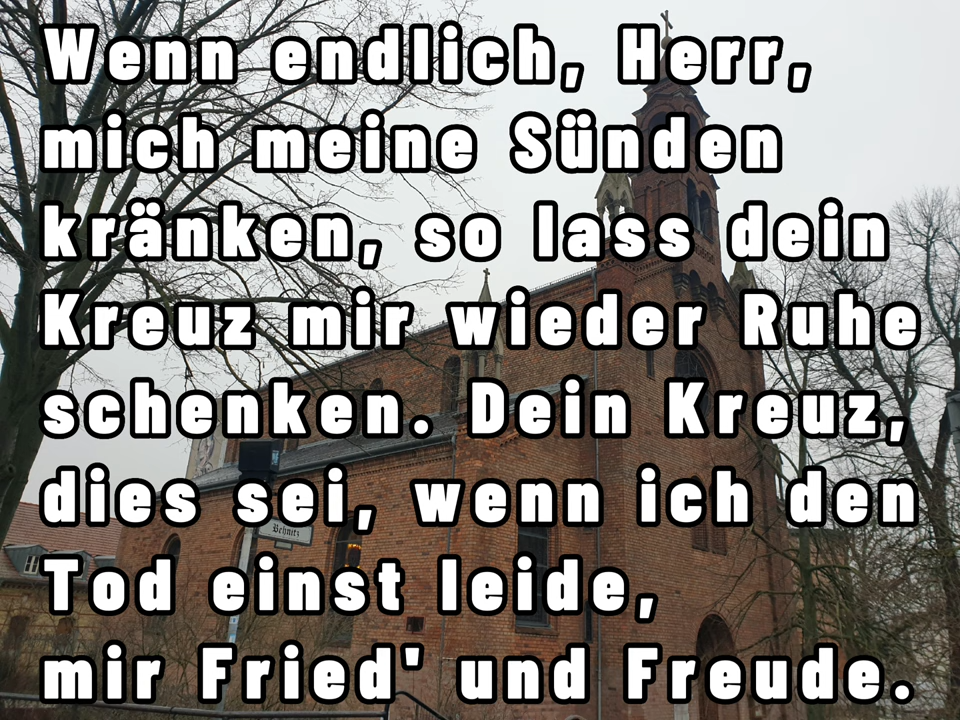 Wenn endlich, Herr,
mich meine Sünden
kränken, so lass dein
Kreuz mir wieder Ruhe
schenken. Dein Kreuz,
dies sei, wenn ich den
Behnitz
Tod einst leide,
mir Fried' und Freude.